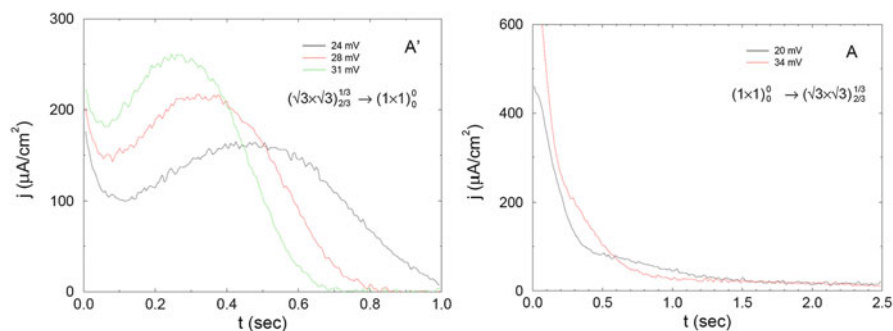 300
200
100
0
j (μA/cm²)
24 mV
28 mV
31 mV
A'
(√3×√3)2/3 1/3 → (1×1)0 0
0.0 0.2 0.4 0.6 0.8 1.0
t (sec)
600
400
200
0
j (μA/cm²)
20 mV
34 mV
A
(1×1)0 0 → (√3×√3)2/3 1/3
0.0 0.5 1.0 1.5 2.0 2.5
t (sec)